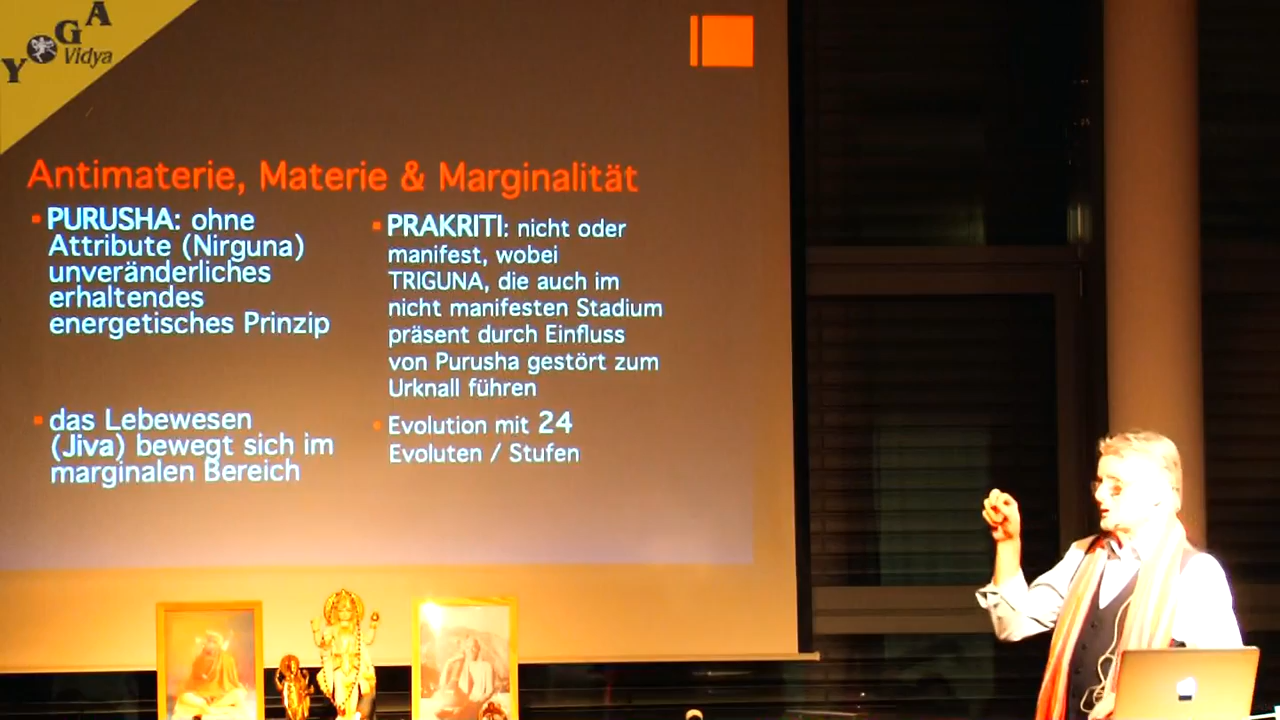 YOGA
Vidya
Antimaterie, Materie & Marginalität
PURUSHA: ohne
Attribute (Nirguna)
unveränderliches
erhaltendes
energetisches Prinzip
das Lebewesen
(Jiva) bewegt sich im
marginalen Bereich
PRAKRITI: nicht oder
manifest, wobei
TRIGUNA, die auch im
nicht manifesten Stadium
präsent durch Einfluss
von Purusha gestört zum
Urknall führen
Evolution mit 24
Evoluten / Stufen